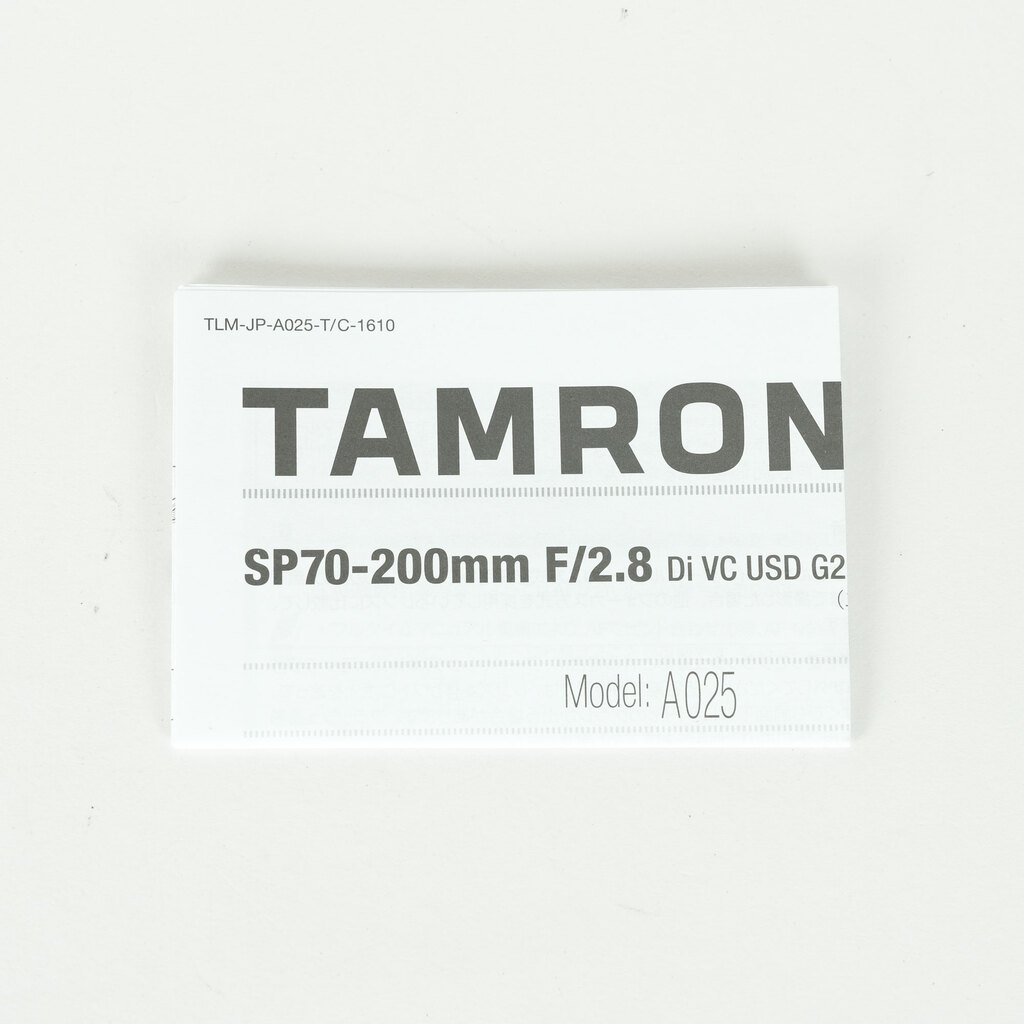 TLM-JP-A025-T/C-1610
TAMRON
SP70-200mm F/2.8 Di VC USD G2
Model: A025